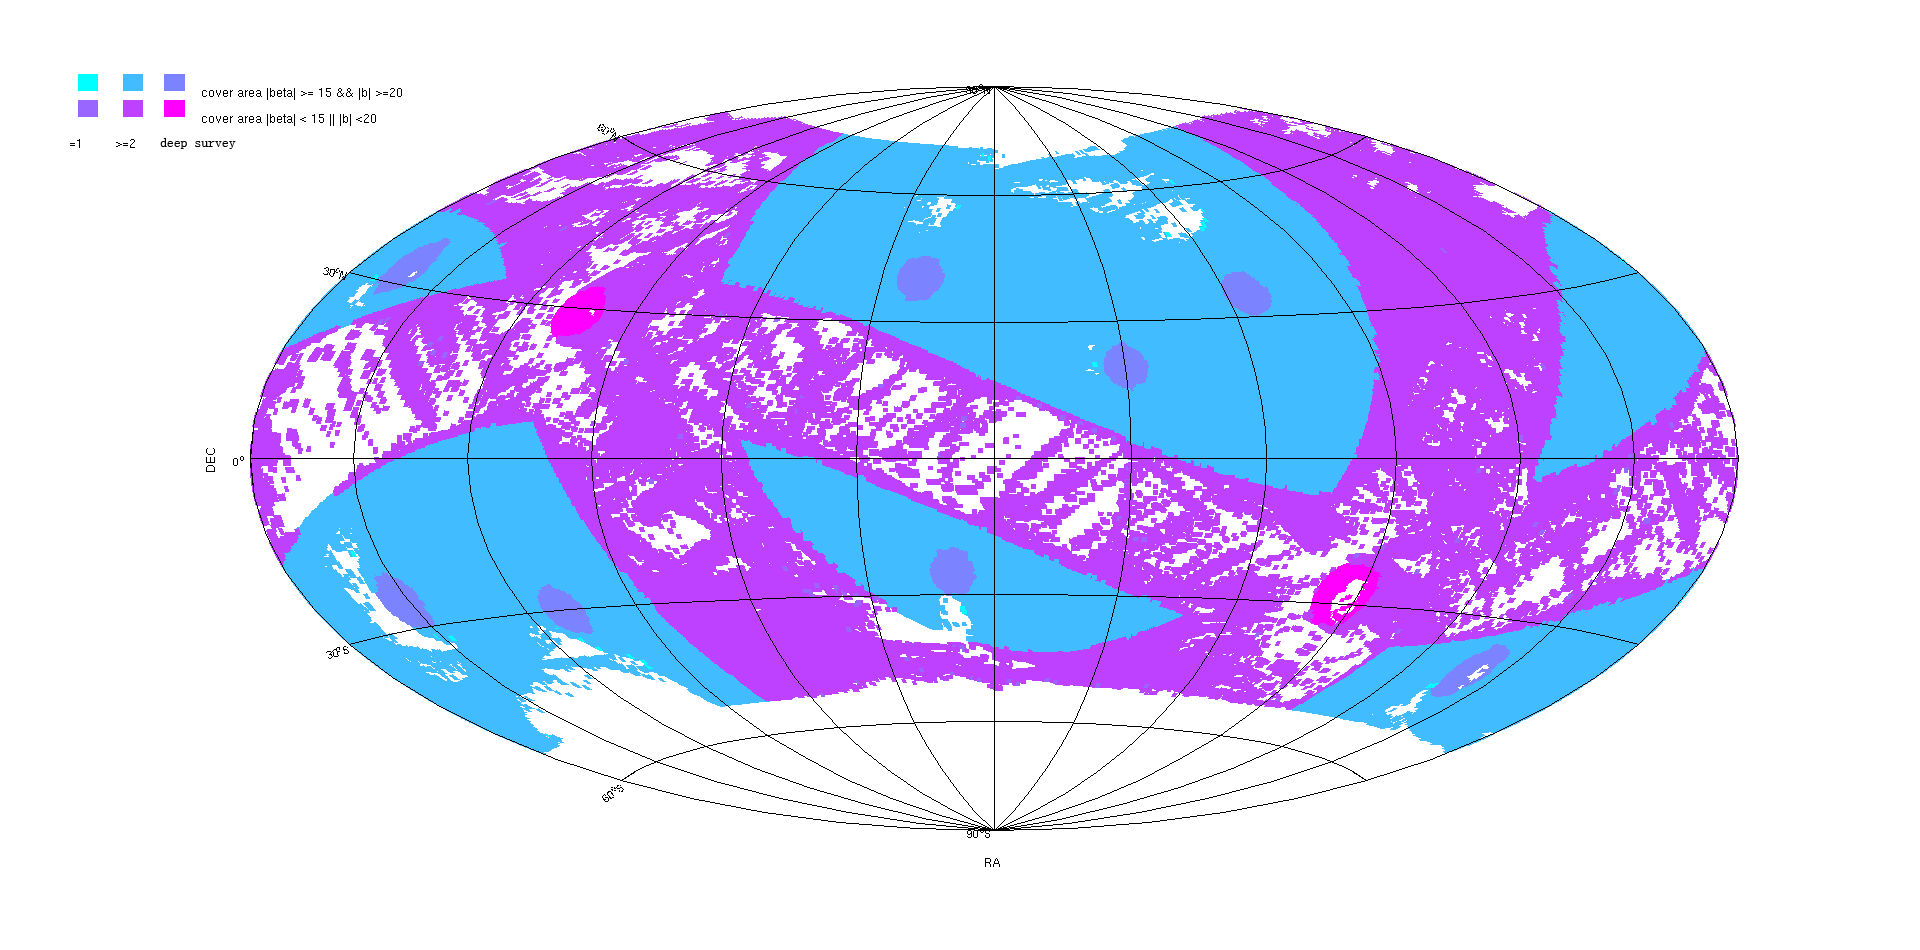 cover area |beta| >= 15 && |b| >=20
cover area |beta| < 15 || |b| <20
=1 >=2 deep survey
90°N
60°N
30°N
DEC
0°
30°S
60°S
90°S
RA